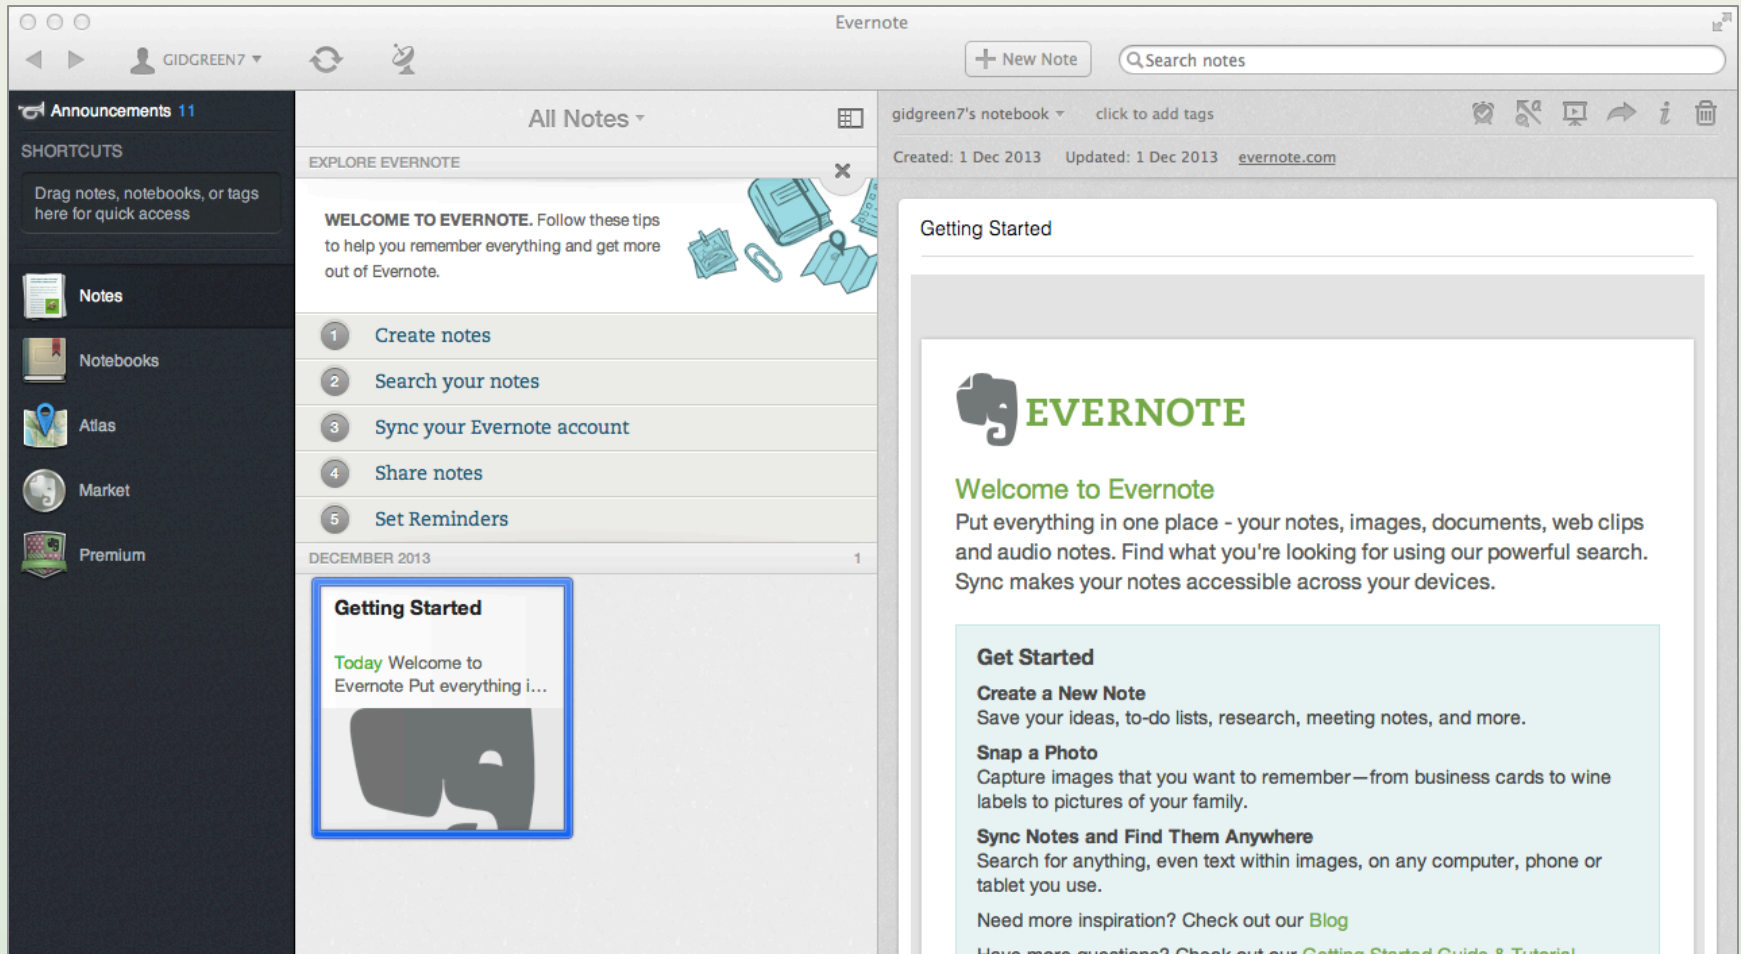 Evernote
GIDGREEN7
New Note
Search notes
Announcements 11
SHORTCUTS
Drag notes, notebooks, or tags
here for quick access
Notes
Notebooks
Atlas
Market
Premium
All Notes
EXPLORE EVERNOTE
WELCOME TO EVERNOTE. Follow these tips
to help you remember everything and get more
out of Evernote.
1 Create notes
2 Search your notes
3 Sync your Evernote account
4 Share notes
5 Set Reminders
DECEMBER 2013 1
Getting Started
Today Welcome to
Evernote Put everything i...
gidgreen7's notebook click to add tags
Created: 1 Dec 2013 Updated: 1 Dec 2013 evernote.com
Getting Started
EVERNOTE
Welcome to Evernote
Put everything in one place - your notes, images, documents, web clips
and audio notes. Find what you're looking for using our powerful search.
Sync makes your notes accessible across your devices.
Get Started
Create a New Note
Save your ideas, to-do lists, research, meeting notes, and more.
Snap a Photo
Capture images that you want to remember—from business cards to wine
labels to pictures of your family.
Sync Notes and Find Them Anywhere
Search for anything, even text within images, on any computer, phone or
tablet you use.
Need more inspiration? Check out our Blog
Have more questions? Check out our Getting Started Guide & Tutorial